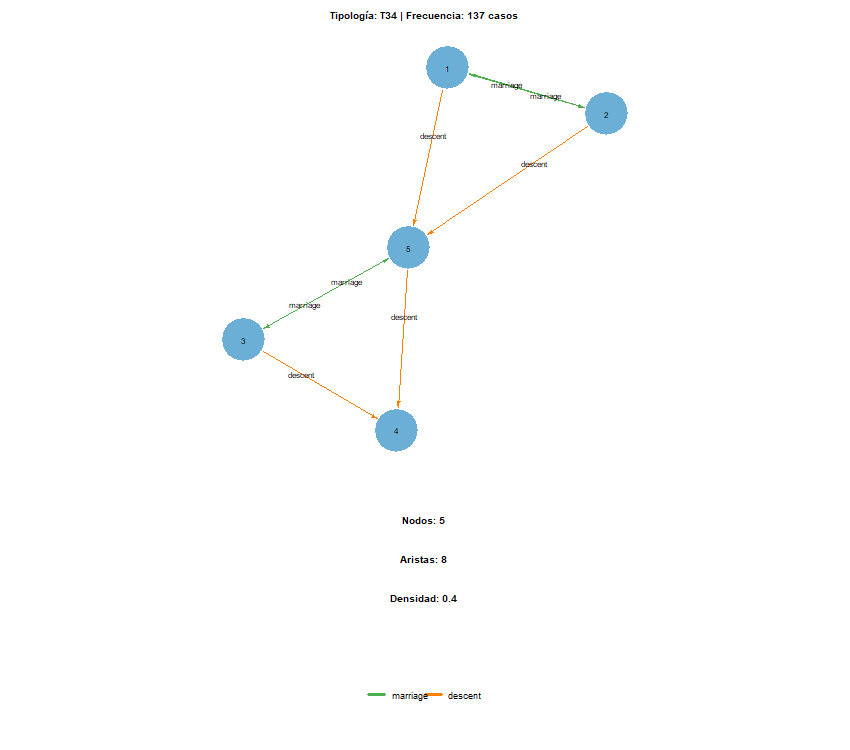 Tipología: T34 | Frecuencia: 137 casos
1
marriage
marriage
2
descent
descent
5
marriage
marriage
descent
3
descent
4
Nodos: 5
Aristas: 8
Densidad: 0.4
marriage descent